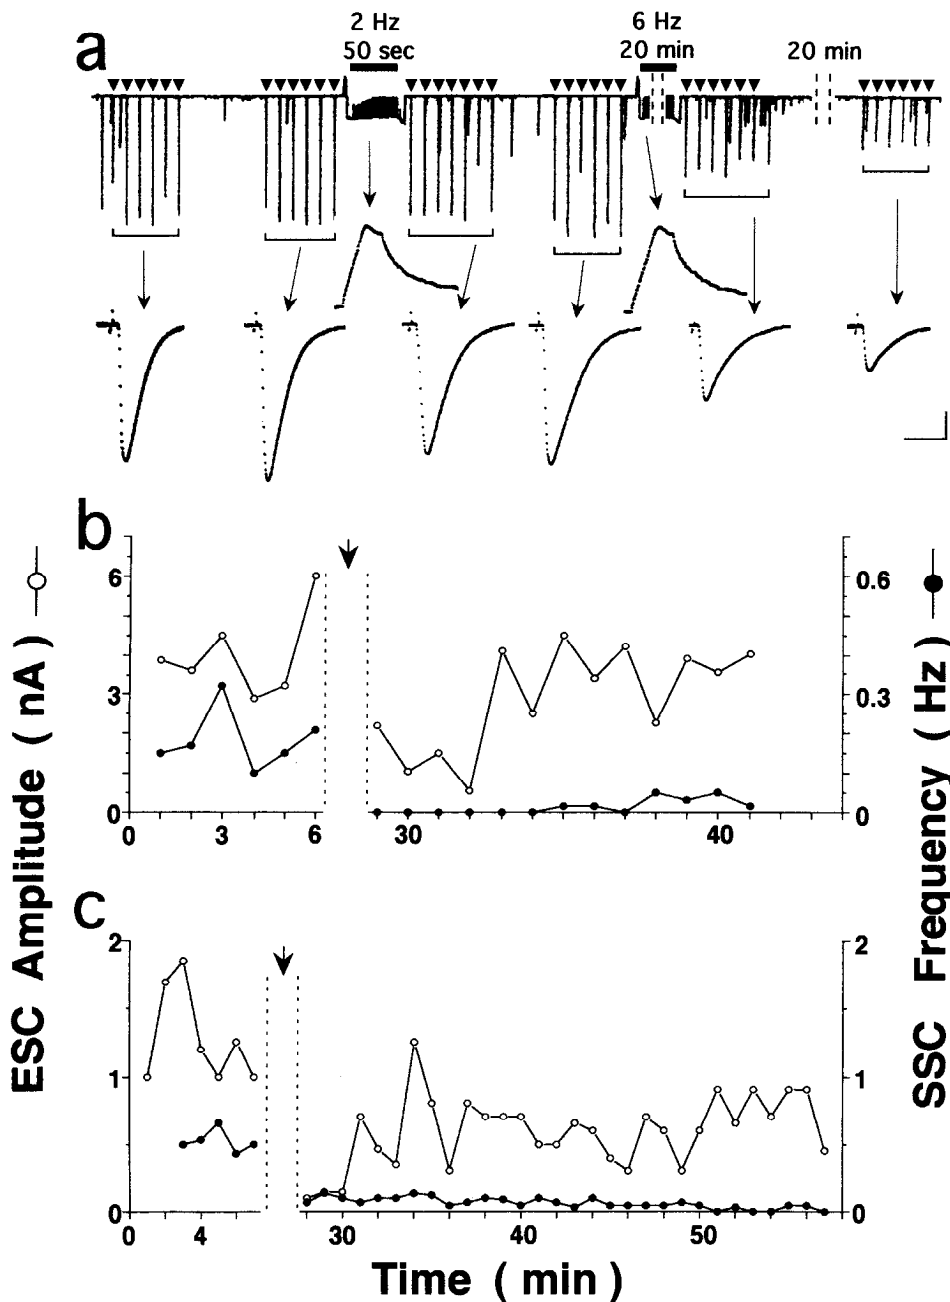 a
2 Hz
50 sec
6 Hz
20 min
20 min
b
ESC Amplitude ( nA )
SSC Frequency ( Hz )
6
3
0
0.6
0.3
0
0 3 6 30 40
c
2
1
0
2
1
0
0 4 30 40 50
Time ( min )